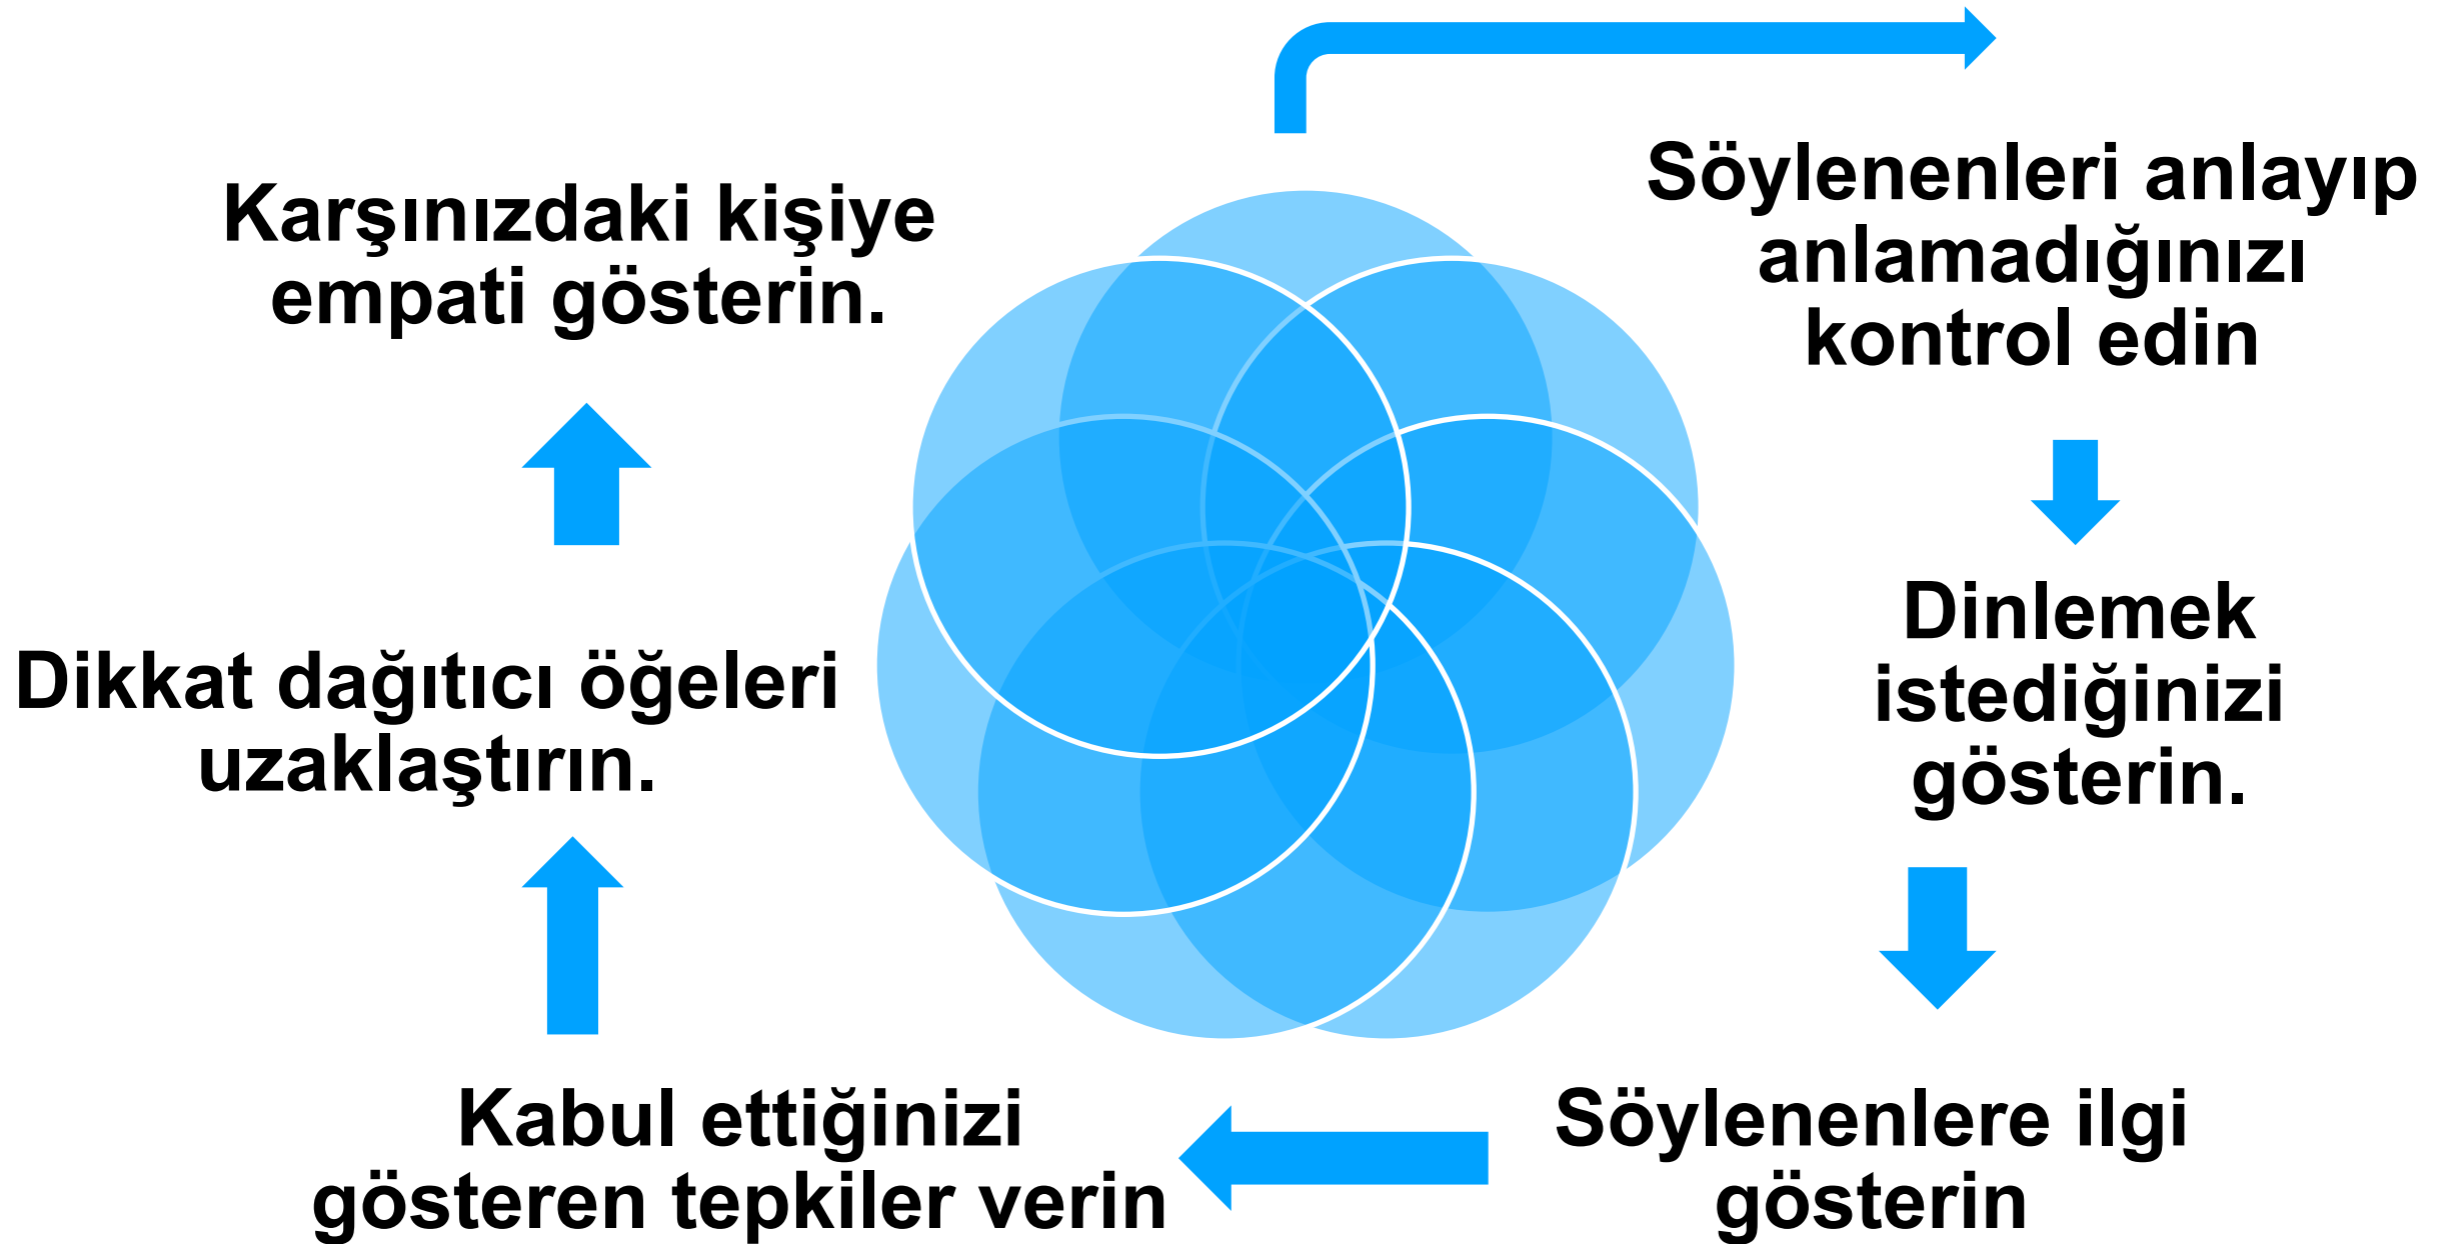 Söylenenleri anlayıp
anlamadığınızı
kontrol edin
Dinlemek
istediğinizi
gösterin.
Söylenenlere ilgi
gösterin
Kabul ettiğinizi
gösteren tepkiler verin
Dikkat dağıtıcı öğeleri
uzaklaştırın.
Karşınızdaki kişiye
empati gösterin.